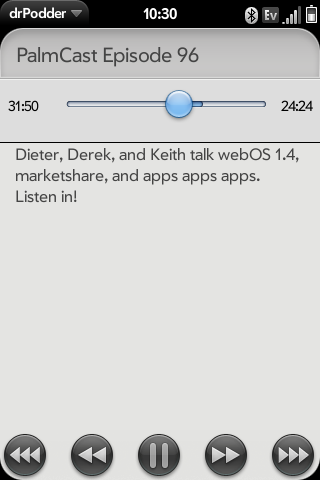 drPodder
10:30
Ev
PalmCast Episode 96
31:50
24:24
Dieter, Derek, and Keith talk webOS 1.4,
marketshare, and apps apps apps.
Listen in!